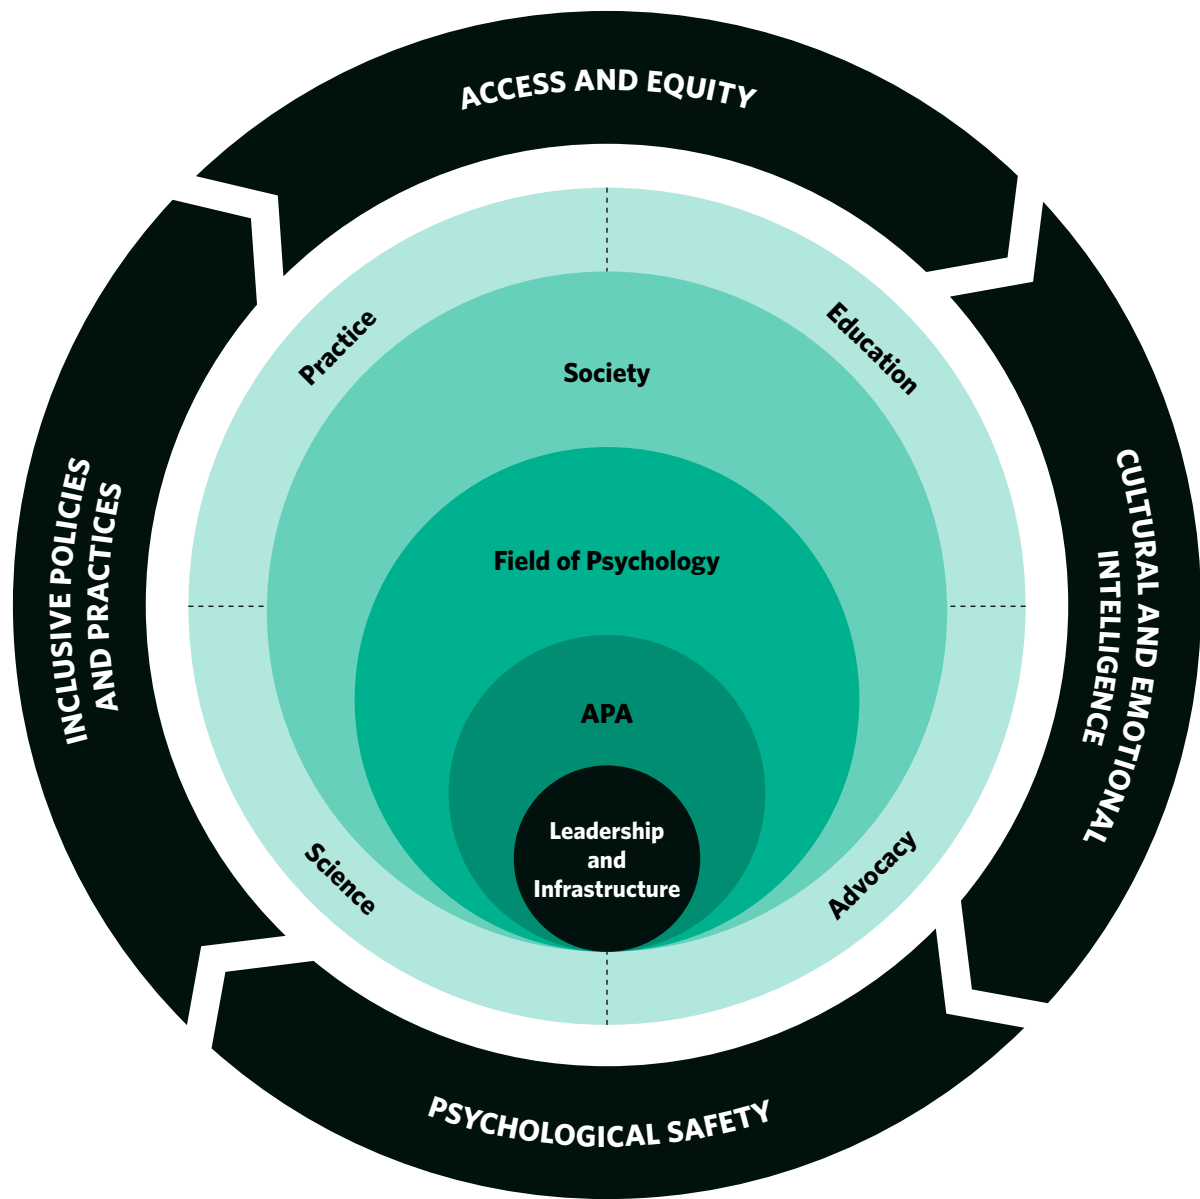 ACCESS AND EQUITY
Practice
Education
Society
INCLUSIVE POLICIES
AND PRACTICES
CULTURAL AND EMOTIONAL
INTELLIGENCE
Field of Psychology
APA
Leadership
and
Infrastructure
Science
Advocacy
PSYCHOLOGICAL SAFETY